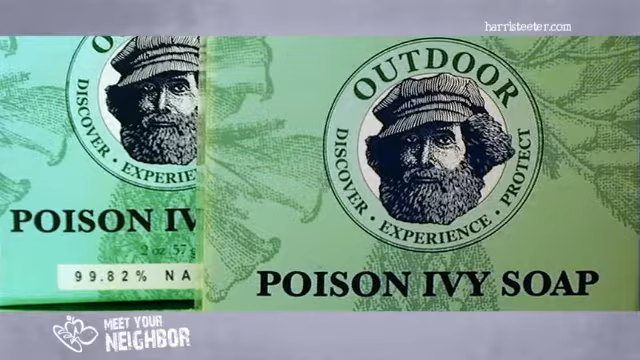 harristeeter.com
OUTDOOR
DISCOVER · EXPERIENCE · PROTECT
POISON IVY SOAP
DISCOVER · EXPERIE
POISON IV
2 oz 57 g
99.82% NA
MEET YOUR
NEIGHBOR